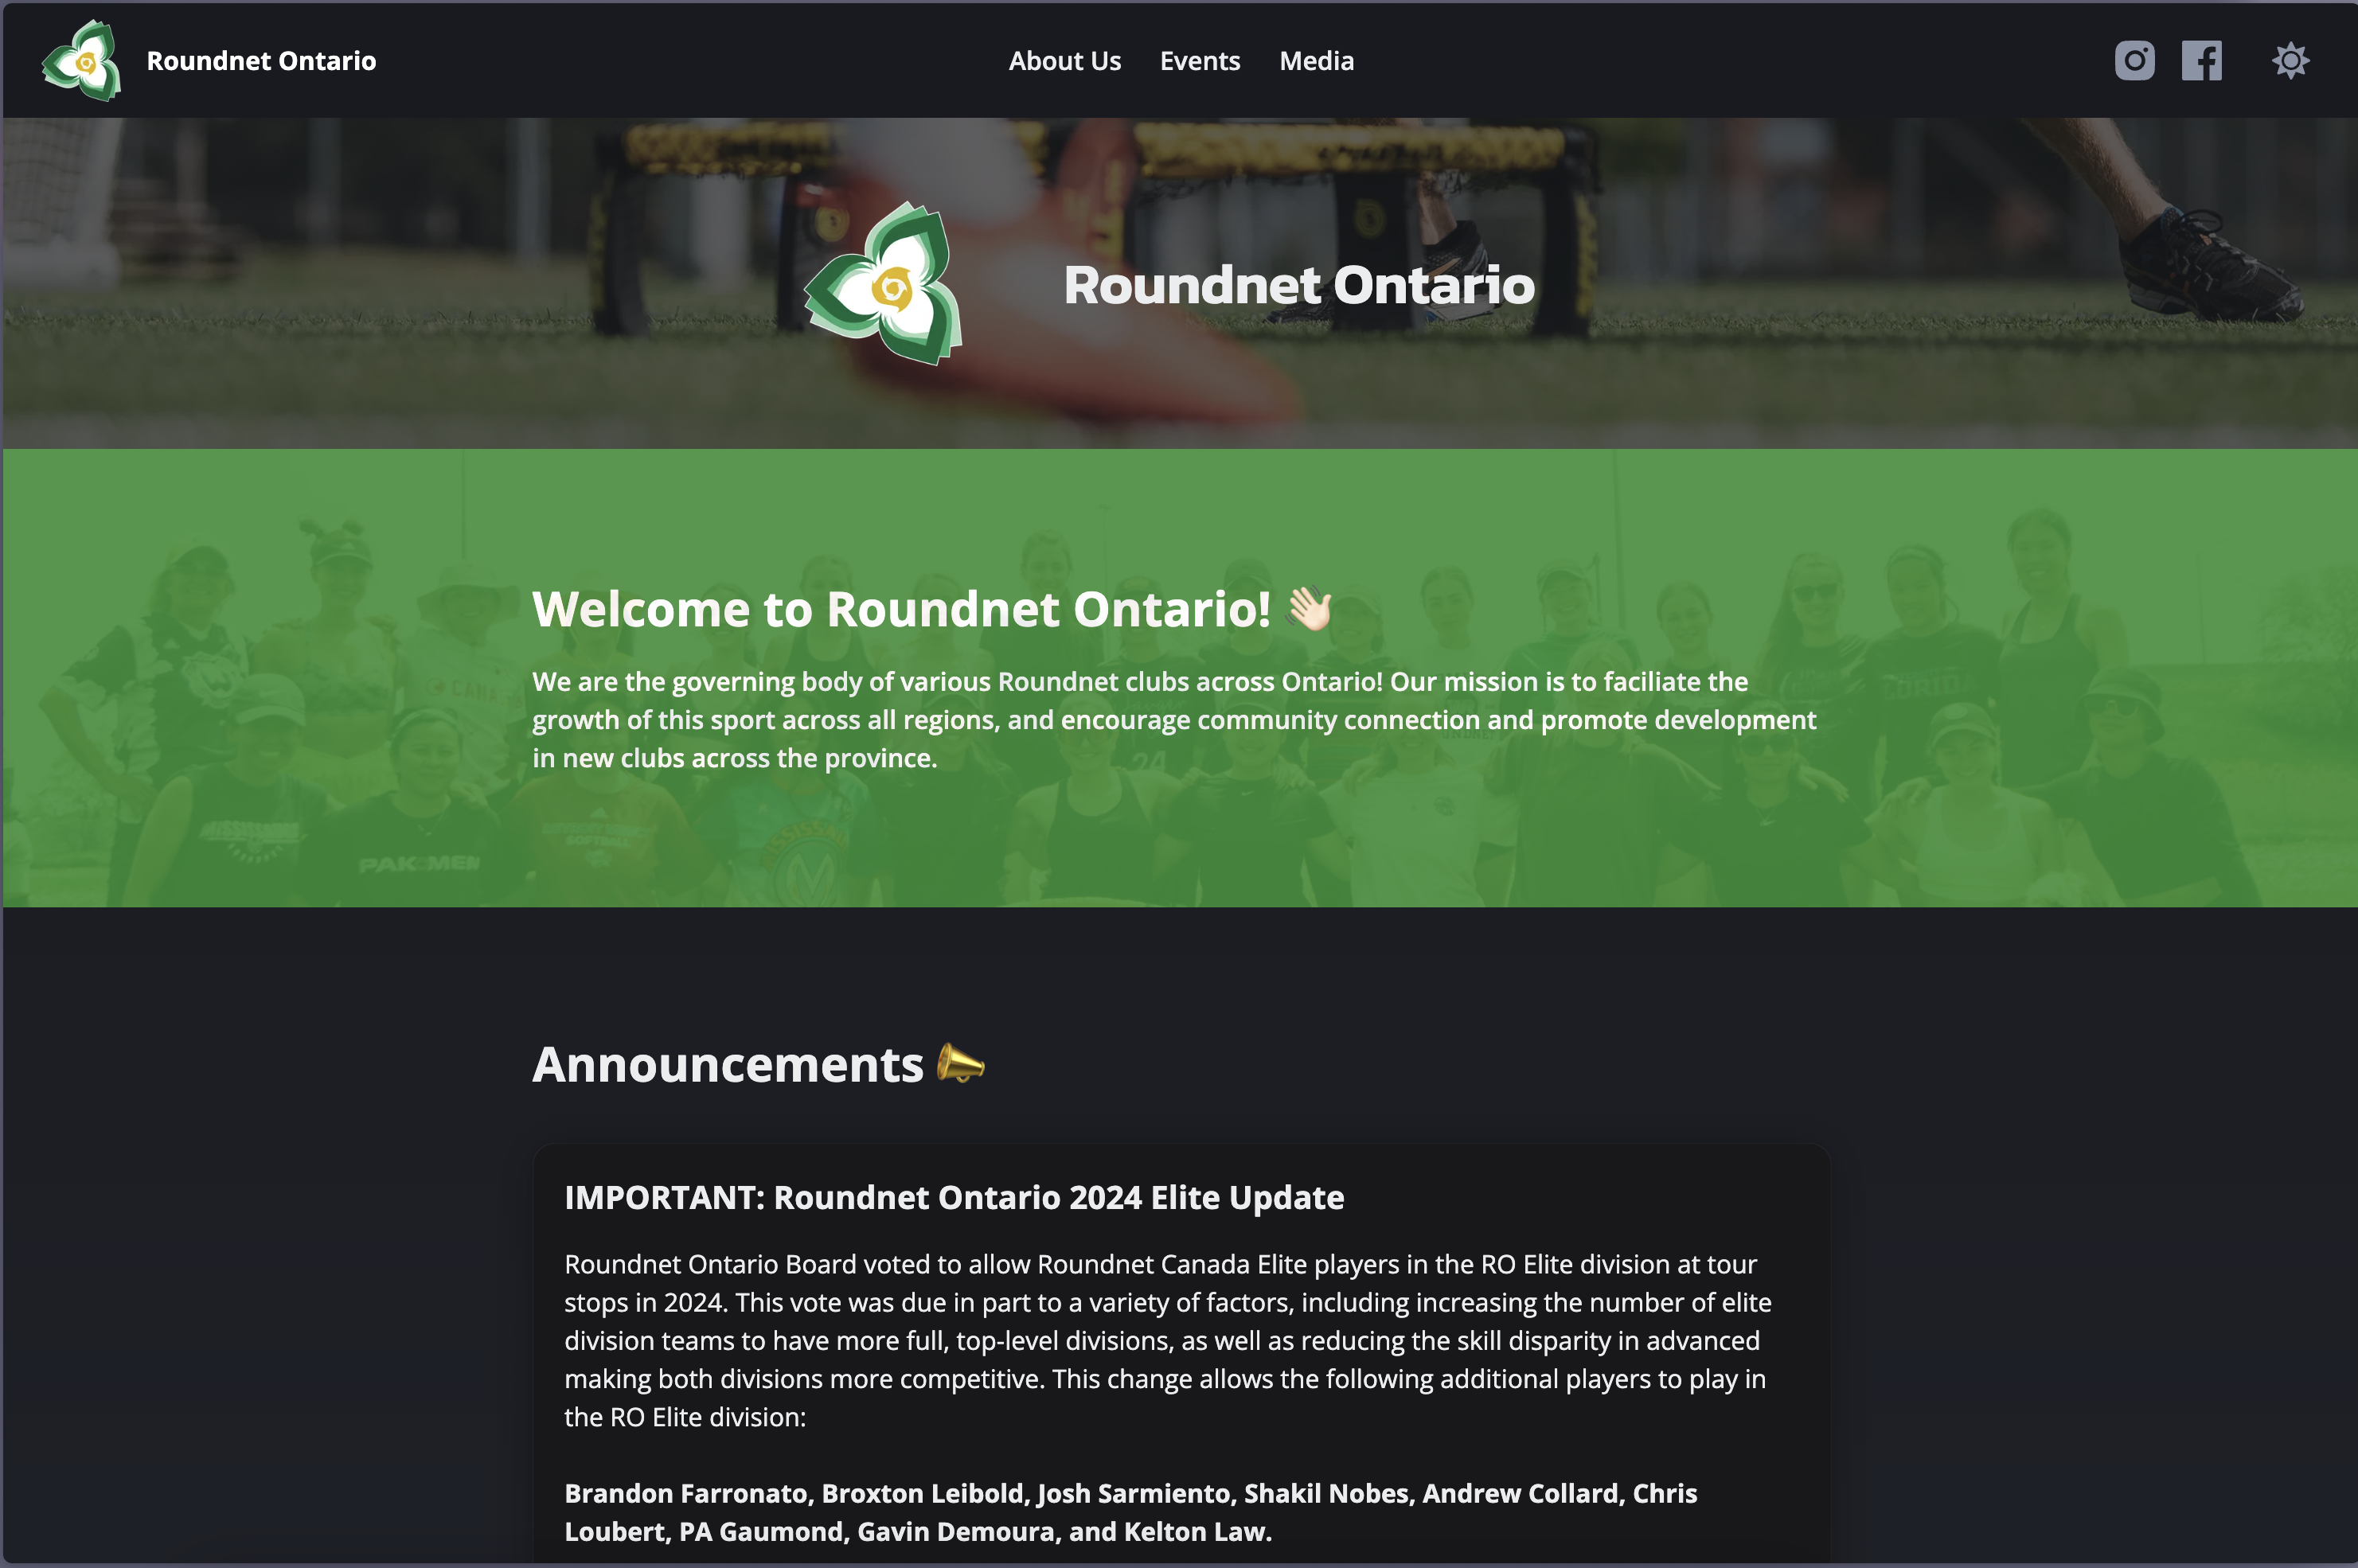 Roundnet Ontario
About Us
Events
Media
Roundnet Ontario
Welcome to Roundnet Ontario! 👋🏻
We are the governing body of various Roundnet clubs across Ontario! Our mission is to faciliate the
growth of this sport across all regions, and encourage community connection and promote development
in new clubs across the province.
24
PAKMEN
SOFTBALL
Announcements 📣
IMPORTANT: Roundnet Ontario 2024 Elite Update
Roundnet Ontario Board voted to allow Roundnet Canada Elite players in the RO Elite division at tour
stops in 2024. This vote was due in part to a variety of factors, including increasing the number of elite
division teams to have more full, top-level divisions, as well as reducing the skill disparity in advanced
making both divisions more competitive. This change allows the following additional players to play in
the RO Elite division:
Brandon Farronato, Broxton Leibold, Josh Sarmiento, Shakil Nobes, Andrew Collard, Chris
Loubert, PA Gaumond, Gavin Demoura, and Kelton Law.